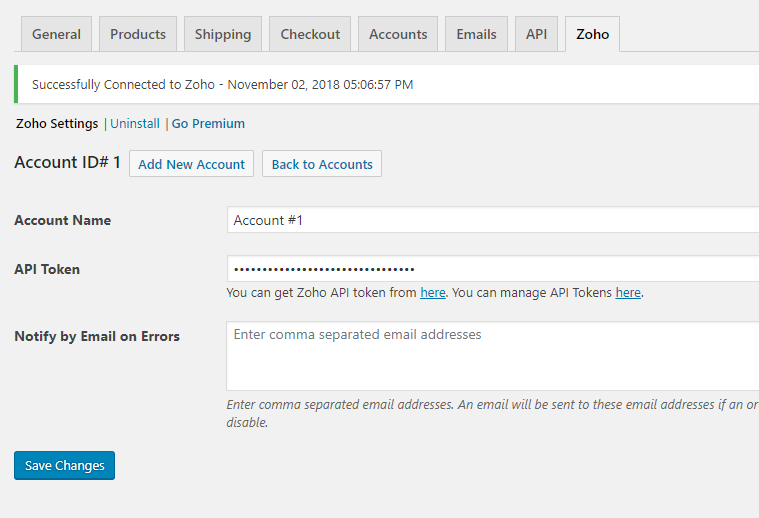 General Products Shipping Checkout Accounts Emails API Zoho
Successfully Connected to Zoho - November 02, 2018 05:06:57 PM
Zoho Settings | Uninstall | Go Premium
Account ID# 1 Add New Account Back to Accounts
Account Name Account #1
API Token ••••••••••••••••••••••••••••••••
You can get Zoho API token from here. You can manage API Tokens here.
Notify by Email on Errors Enter comma separated email addresses
Enter comma separated email addresses. An email will be sent to these email addresses if an or
disable.
Save Changes